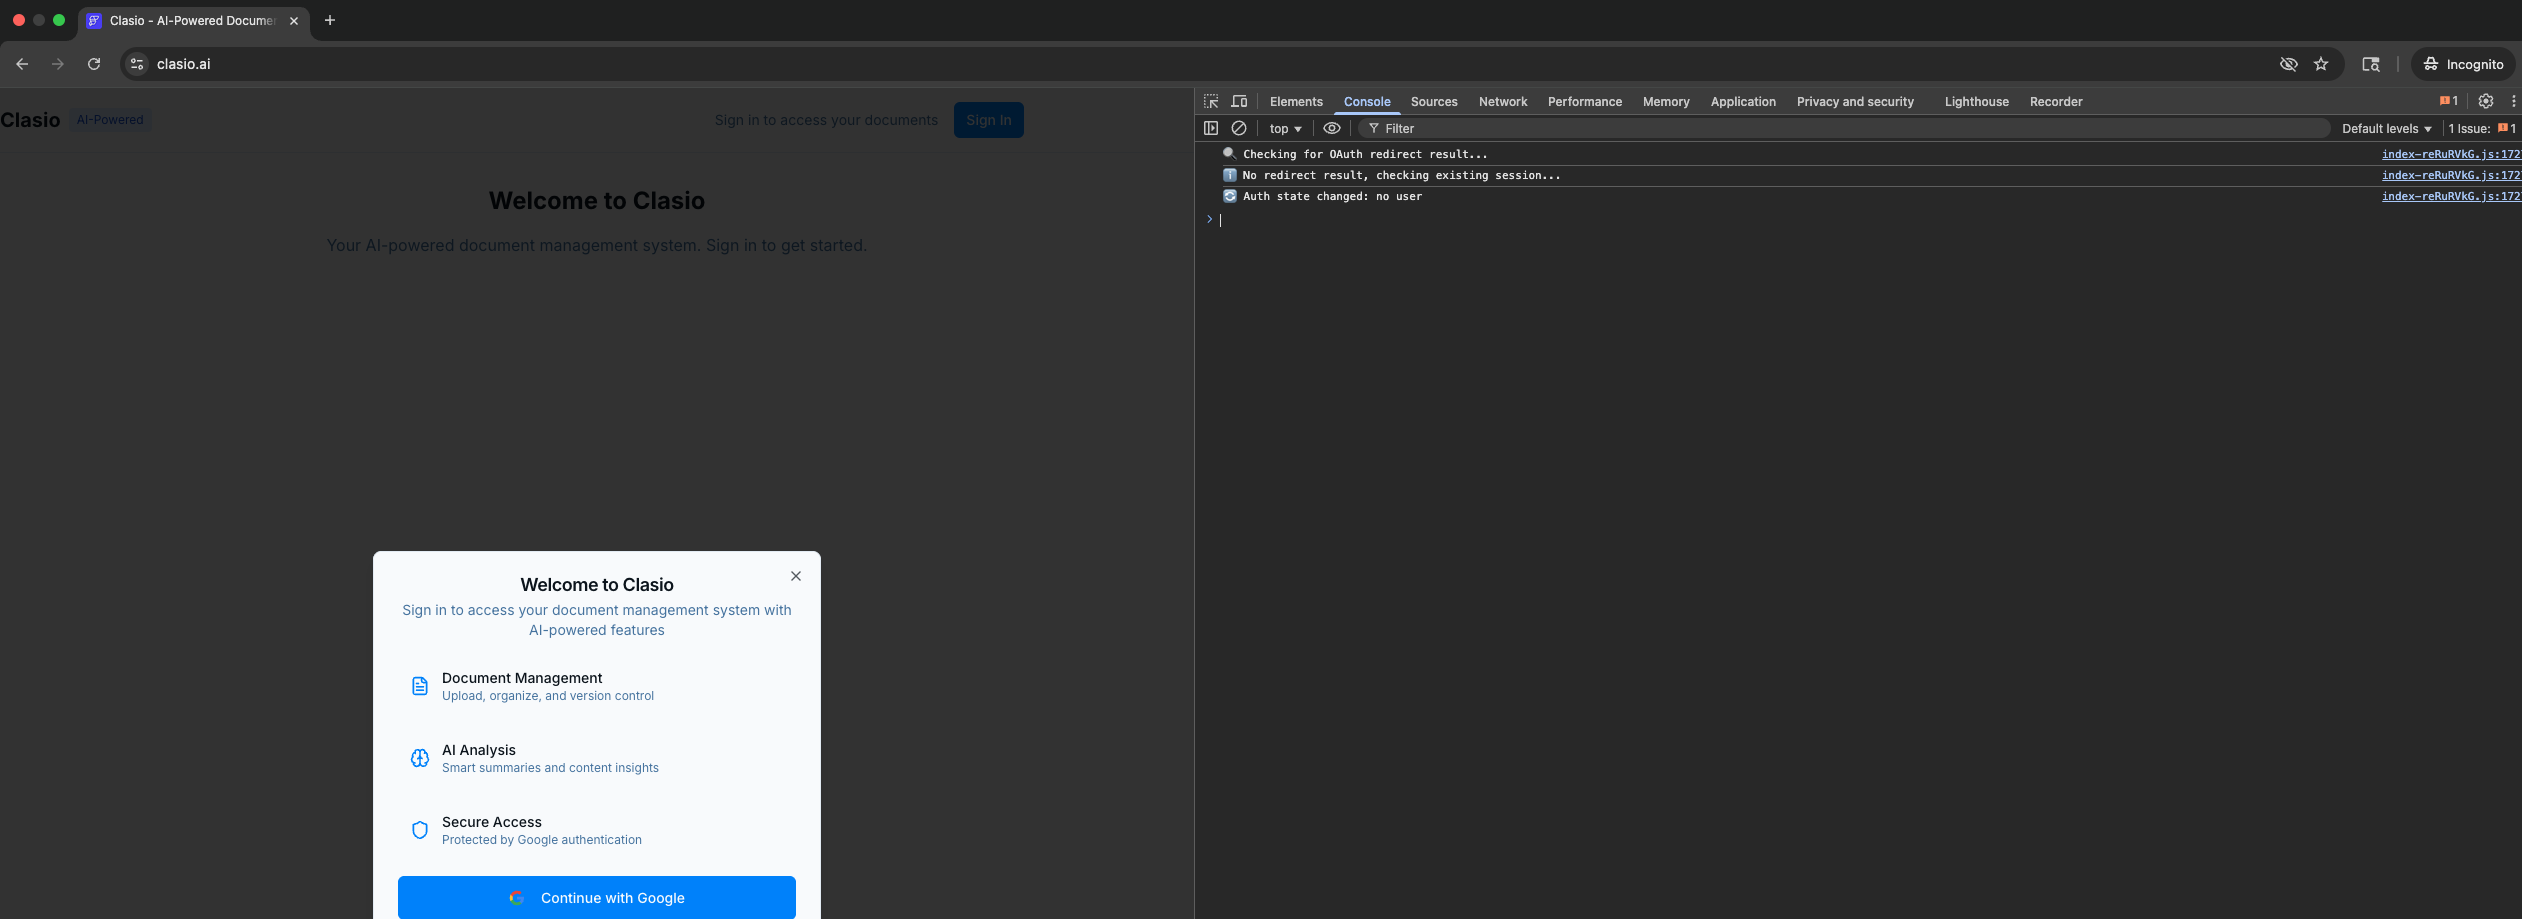 Clasio - AI-Powered Documen
clasio.ai
Incognito
Clasio AI-Powered
Sign in to access your documents
Sign In
Welcome to Clasio
Your AI-powered document management system. Sign in to get started.
Welcome to Clasio
Sign in to access your document management system with
AI-powered features
Document Management
Upload, organize, and version control
AI Analysis
Smart summaries and content insights
Secure Access
Protected by Google authentication
Continue with Google
Elements Console Sources Network Performance Memory Application Privacy and security Lighthouse Recorder 1
top Filter Default levels 1 Issue: 1
Checking for OAuth redirect result... index-reRuRVkG.js:172
No redirect result, checking existing session... index-reRuRVkG.js:172
Auth state changed: no user index-reRuRVkG.js:172